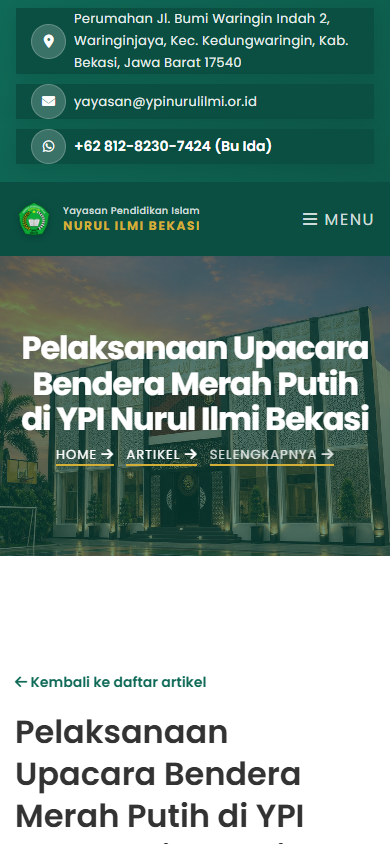 Perumahan Jl. Bumi Waringin Indah 2,
Waringinjaya, Kec. Kedungwaringin, Kab.
Bekasi, Jawa Barat 17540
yayasan@ypinurulilmi.or.id
+62 812-8230-7424 (Bu Ida)
Yayasan Pendidikan Islam
NURUL ILMI BEKASI
MENU
Pelaksanaan Upacara
Bendera Merah Putih
di YPI Nurul Ilmi Bekasi
HOME → ARTIKEL → SELENGKAPNYA →
← Kembali ke daftar artikel
Pelaksanaan
Upacara Bendera
Merah Putih di YPI